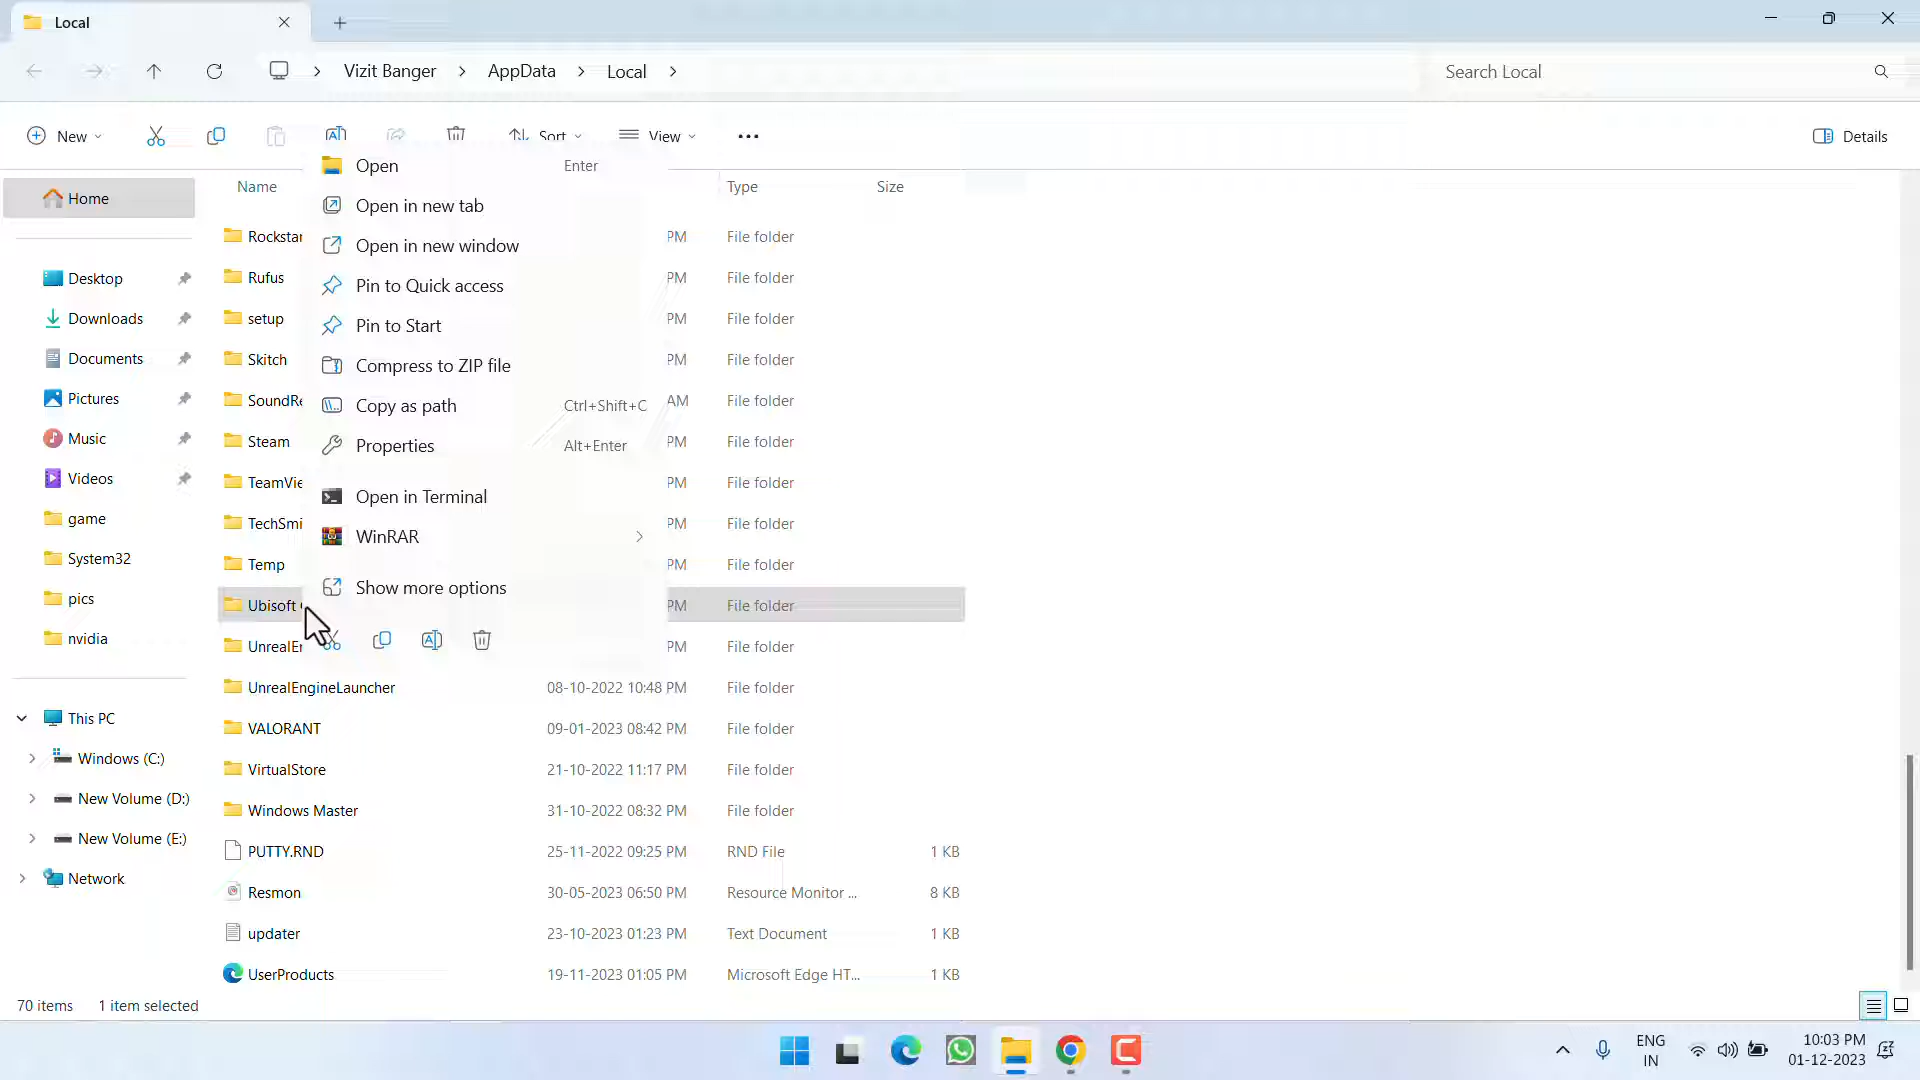 Local
Vizit Banger
AppData
Local
Search Local
New
Sort
View
Details
Name
Type
Size
Open Enter
Open in new tab
Open in new window
Pin to Quick access
Pin to Start
Compress to ZIP file
Copy as path Ctrl+Shift+C
Properties Alt+Enter
Open in Terminal
WinRAR
Show more options
Home
Desktop
Downloads
Documents
Pictures
Music
Videos
game
System32
pics
nvidia
This PC
Windows (C:)
New Volume (D:)
New Volume (E:)
Network
Rockstar PM File folder
Rufus PM File folder
setup PM File folder
Skitch PM File folder
SoundRe AM File folder
Steam PM File folder
TeamVie PM File folder
TechSmi PM File folder
Temp PM File folder
Ubisoft PM File folder
UnrealEn PM File folder
UnrealEngineLauncher 08-10-2022 10:48 PM File folder
VALORANT 09-01-2023 08:42 PM File folder
VirtualStore 21-10-2022 11:17 PM File folder
Windows Master 31-10-2022 08:32 PM File folder
PUTTY.RND 25-11-2022 09:25 PM RND File 1 KB
Resmon 30-05-2023 06:50 PM Resource Monitor ... 8 KB
updater 23-10-2023 01:23 PM Text Document 1 KB
UserProducts 19-11-2023 01:05 PM Microsoft Edge HT... 1 KB
70 items 1 item selected
ENG
IN
10:03 PM
01-12-2023